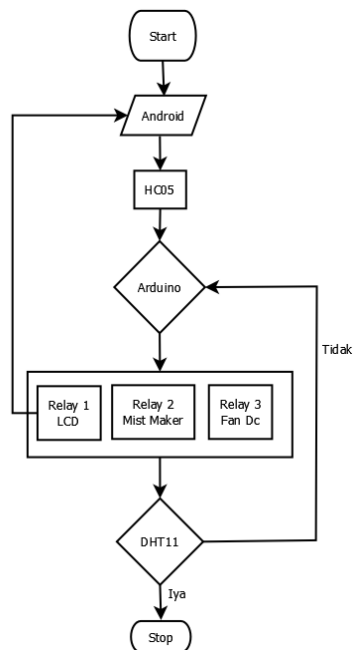 Start
Android
HC05
Arduino
Tidak
Relay 1
LCD
Relay 2
Mist Maker
Relay 3
Fan Dc
DHT11
Iya
Stop